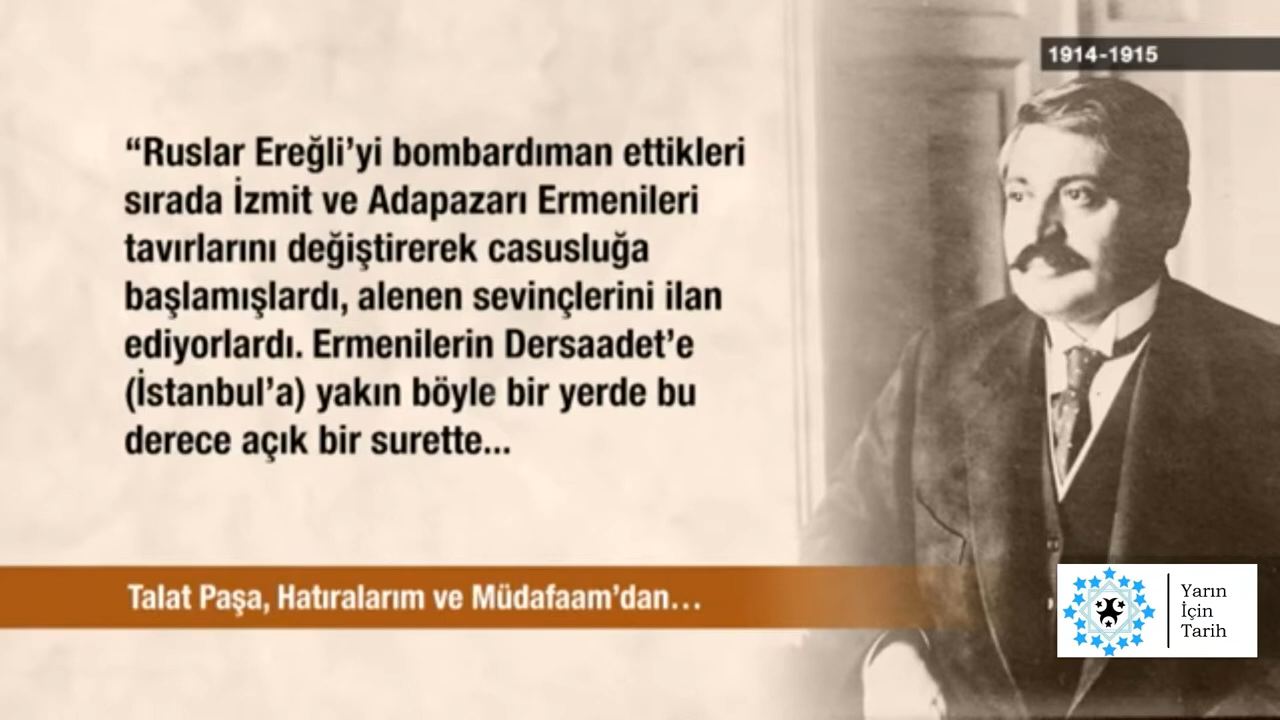 1914-1915
“Ruslar Ereğli’yi bombardıman ettikleri
sırada İzmit ve Adapazarı Ermenileri
tavırlarını değiştirerek casusluğa
başlamışlardı, alenen sevinçlerini ilan
ediyorlardı. Ermenilerin Dersaadet’e
(İstanbul’a) yakın böyle bir yerde bu
derece açık bir surette...
Talat Paşa, Hatıralarım ve Müdafaam’dan...
Yarın
İçin
Tarih